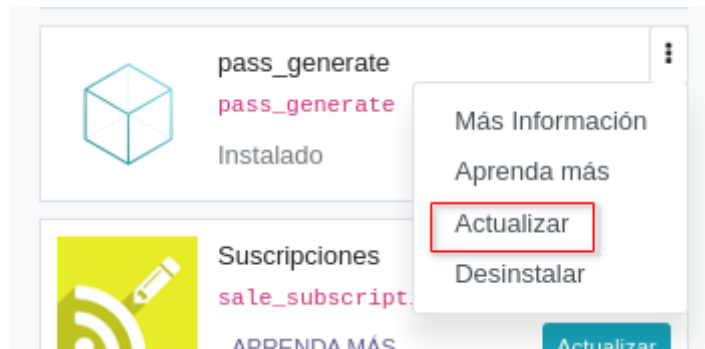 pass_generate
pass_generate
Instalado
Más Información
Aprenda más
Actualizar
Desinstalar
Suscripciones
sale_subscript
APRENDA MÁS
Actualizar